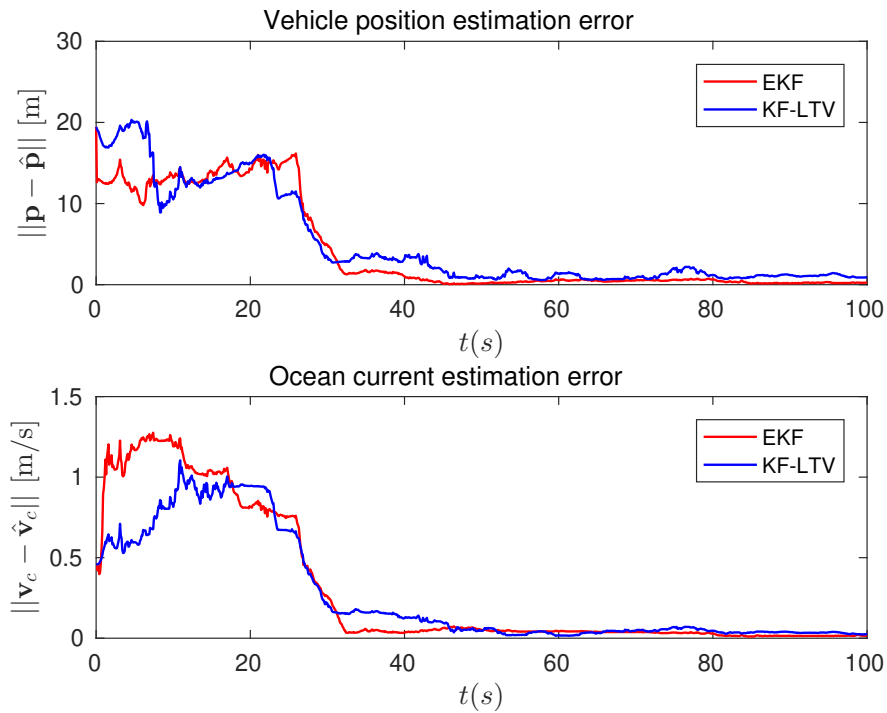 Vehicle position estimation error
30
20
10
0
||p − p̂|| [m]
EKF
KF-LTV
0 20 40 60 80 100
t(s)
Ocean current estimation error
1.5
1
0.5
0
||v_c − v̂_c|| [m/s]
EKF
KF-LTV
0 20 40 60 80 100
t(s)